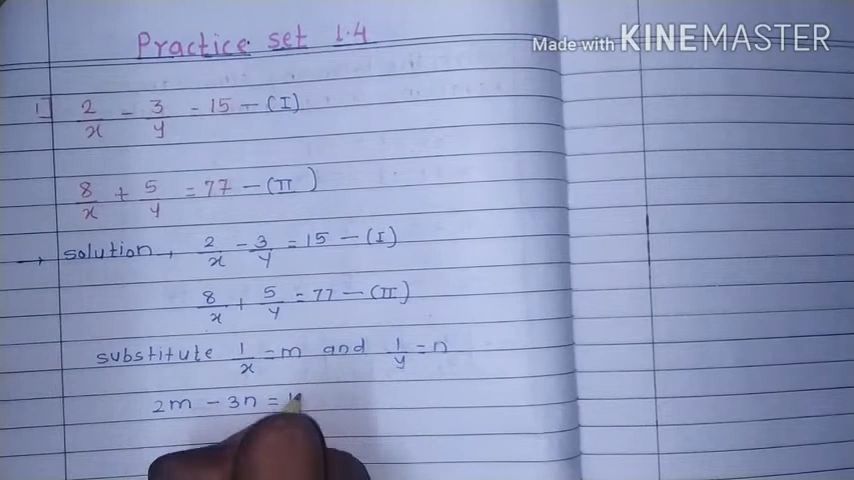 Practice set 1.4
Made with KINEMASTER
1] 2/x - 3/y = 15 - (I)
8/x + 5/y = 77 - (II)
→ solution, 2/x - 3/y = 15 - (I)
8/x + 5/y = 77 - (II)
substitute 1/x = m and 1/y = n
2m - 3n =